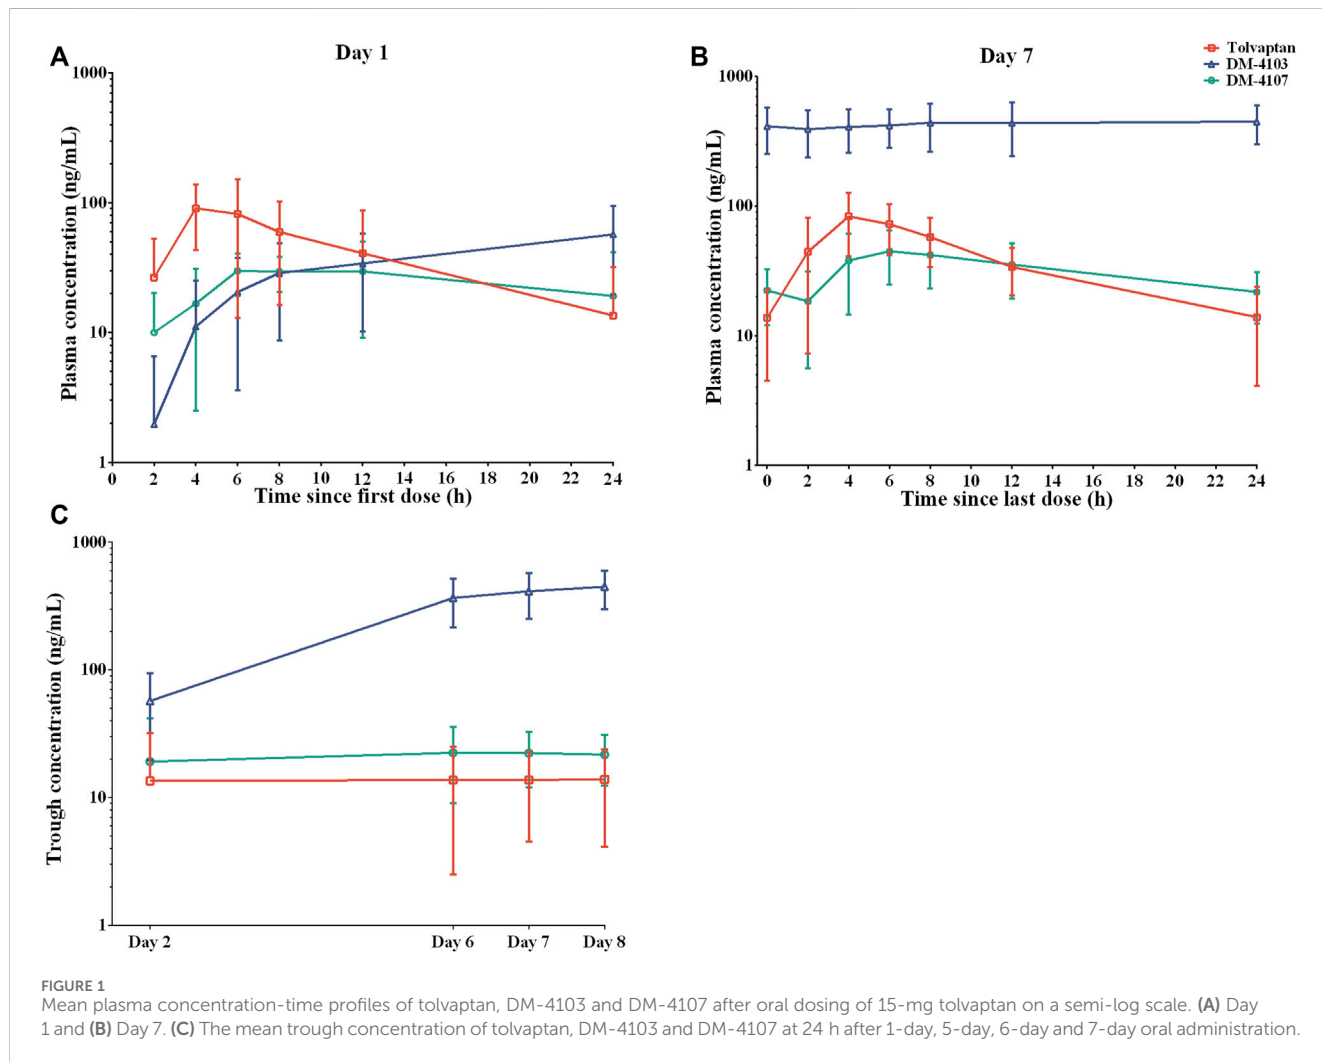 A
Day 1
Plasma concentration (ng/mL)
1000
100
10
1
0 2 4 6 8 10 12 14 16 18 20 22 24
Time since first dose (h)
B
Day 7
Tolvaptan
DM-4103
DM-4107
Plasma concentration (ng/mL)
1000
100
10
1
0 2 4 6 8 10 12 14 16 18 20 22 24
Time since last dose (h)
C
Trough concentration (ng/mL)
1000
100
10
1
Day 2 Day 6 Day 7 Day 8
FIGURE 1
Mean plasma concentration-time profiles of tolvaptan, DM-4103 and DM-4107 after oral dosing of 15-mg tolvaptan on a semi-log scale. (A) Day
1 and (B) Day 7. (C) The mean trough concentration of tolvaptan, DM-4103 and DM-4107 at 24 h after 1-day, 5-day, 6-day and 7-day oral administration.